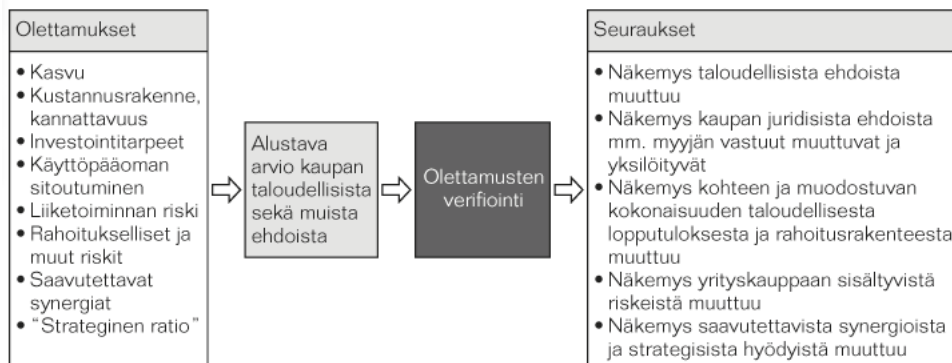 Olettamukset
• Kasvu
• Kustannusrakenne,
kannattavuus
• Investointitarpeet
• Käyttöpääoman
sitoutuminen
• Liiketoiminnan riski
• Rahoitukselliset ja
muut riskit
• Saavutettavat
synergiat
• “Strateginen ratio”
Alustava
arvio kaupan
taloudellisista
sekä muista
ehdoista
Olettamusten
verifiointi
Seuraukset
• Näkemys taloudellisista ehdoista
muuttuu
• Näkemys kaupan juridisista ehdoista
mm. myyjän vastuut muuttuvat ja
yksilöityvät
• Näkemys kohteen ja muodostuvan
kokonaisuuden taloudellisesta
lopputuloksesta ja rahoitusrakenteesta
muuttuu
• Näkemys yrityskauppaan sisältyvistä
riskeistä muuttuu
• Näkemys saavutettavista synergioista
ja strategisista hyödyistä muuttuu